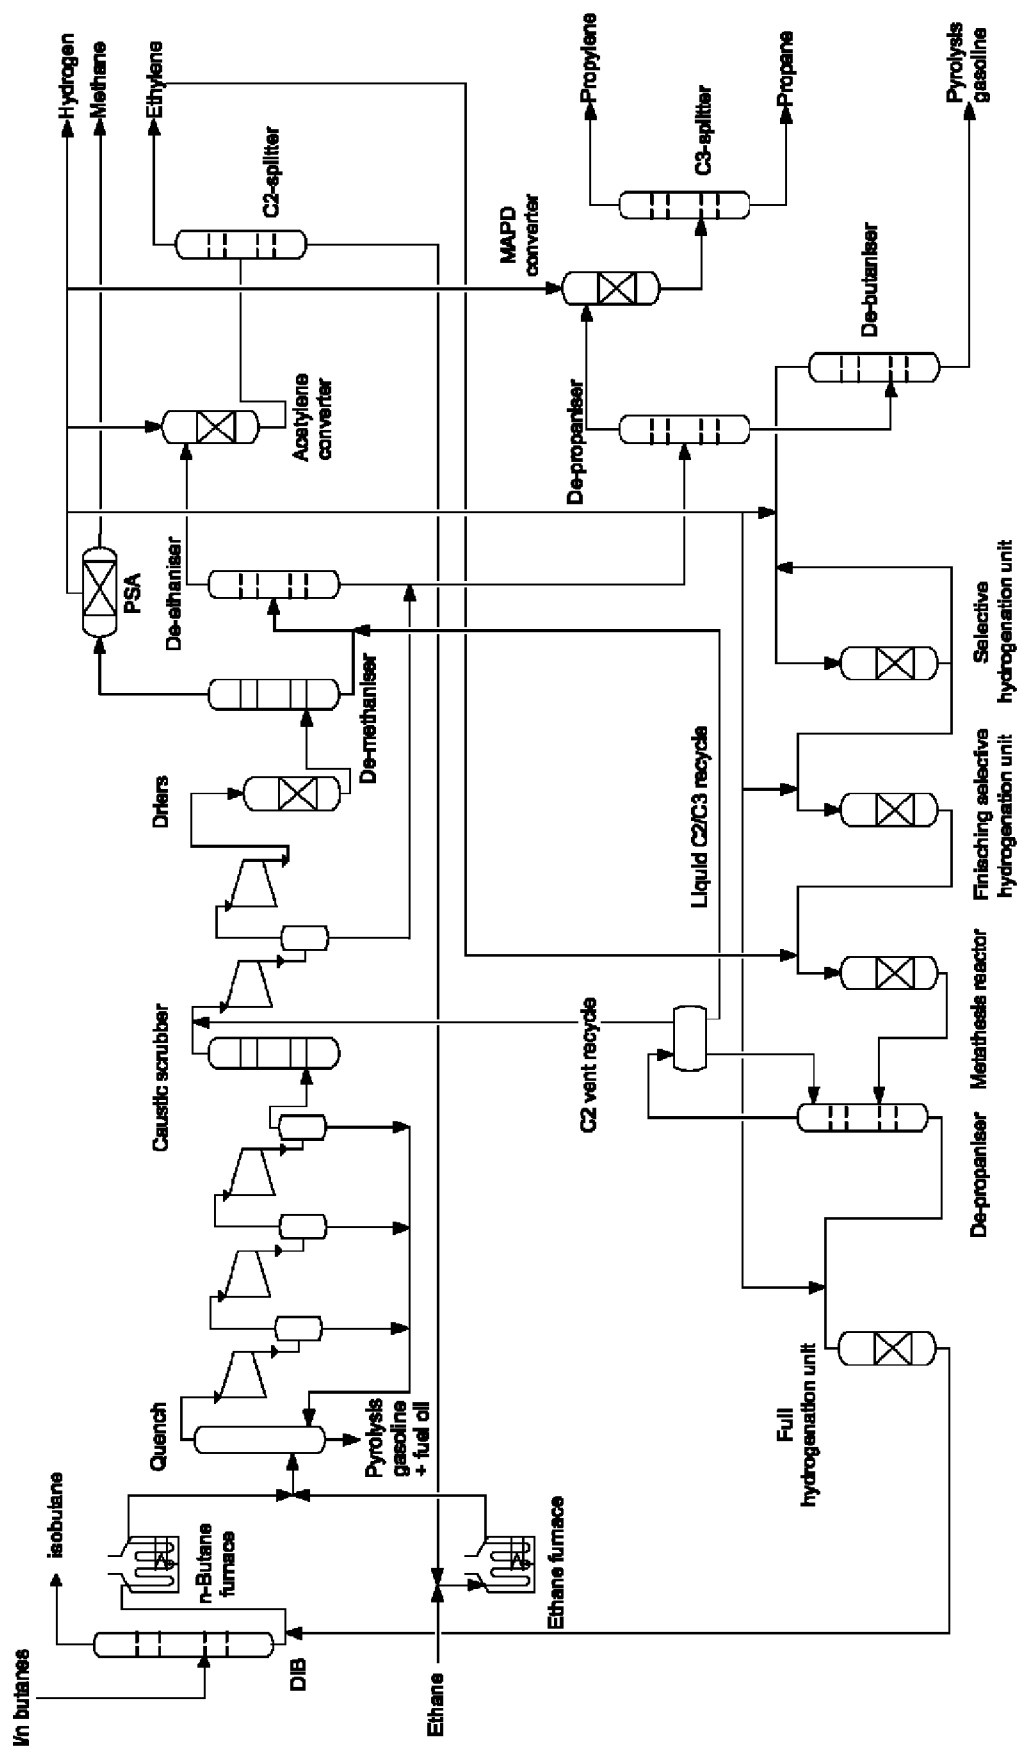 Hydrogen
Methane
Ethylene
C2-splitter
Propylene
C3-splitter
Propane
Pyrolysis
gasoline
MAPD
converter
De-butaniser
Acetylene
converter
De-propaniser
PSA
De-ethaniser
De-methaniser
Driers
Liquid C2/C3 recycle
Selective
hydrogenation unit
Finisching selective
hydrogenation unit
Caustic scrubber
C2 vent recycle
Metathesis reactor
De-propaniser
Quench
Pyrolysis
gasoline
+ fuel oil
Full
hydrogenation unit
isobutane
n-Butane
furnace
Ethane furnace
I/n butanes
DIB
Ethane